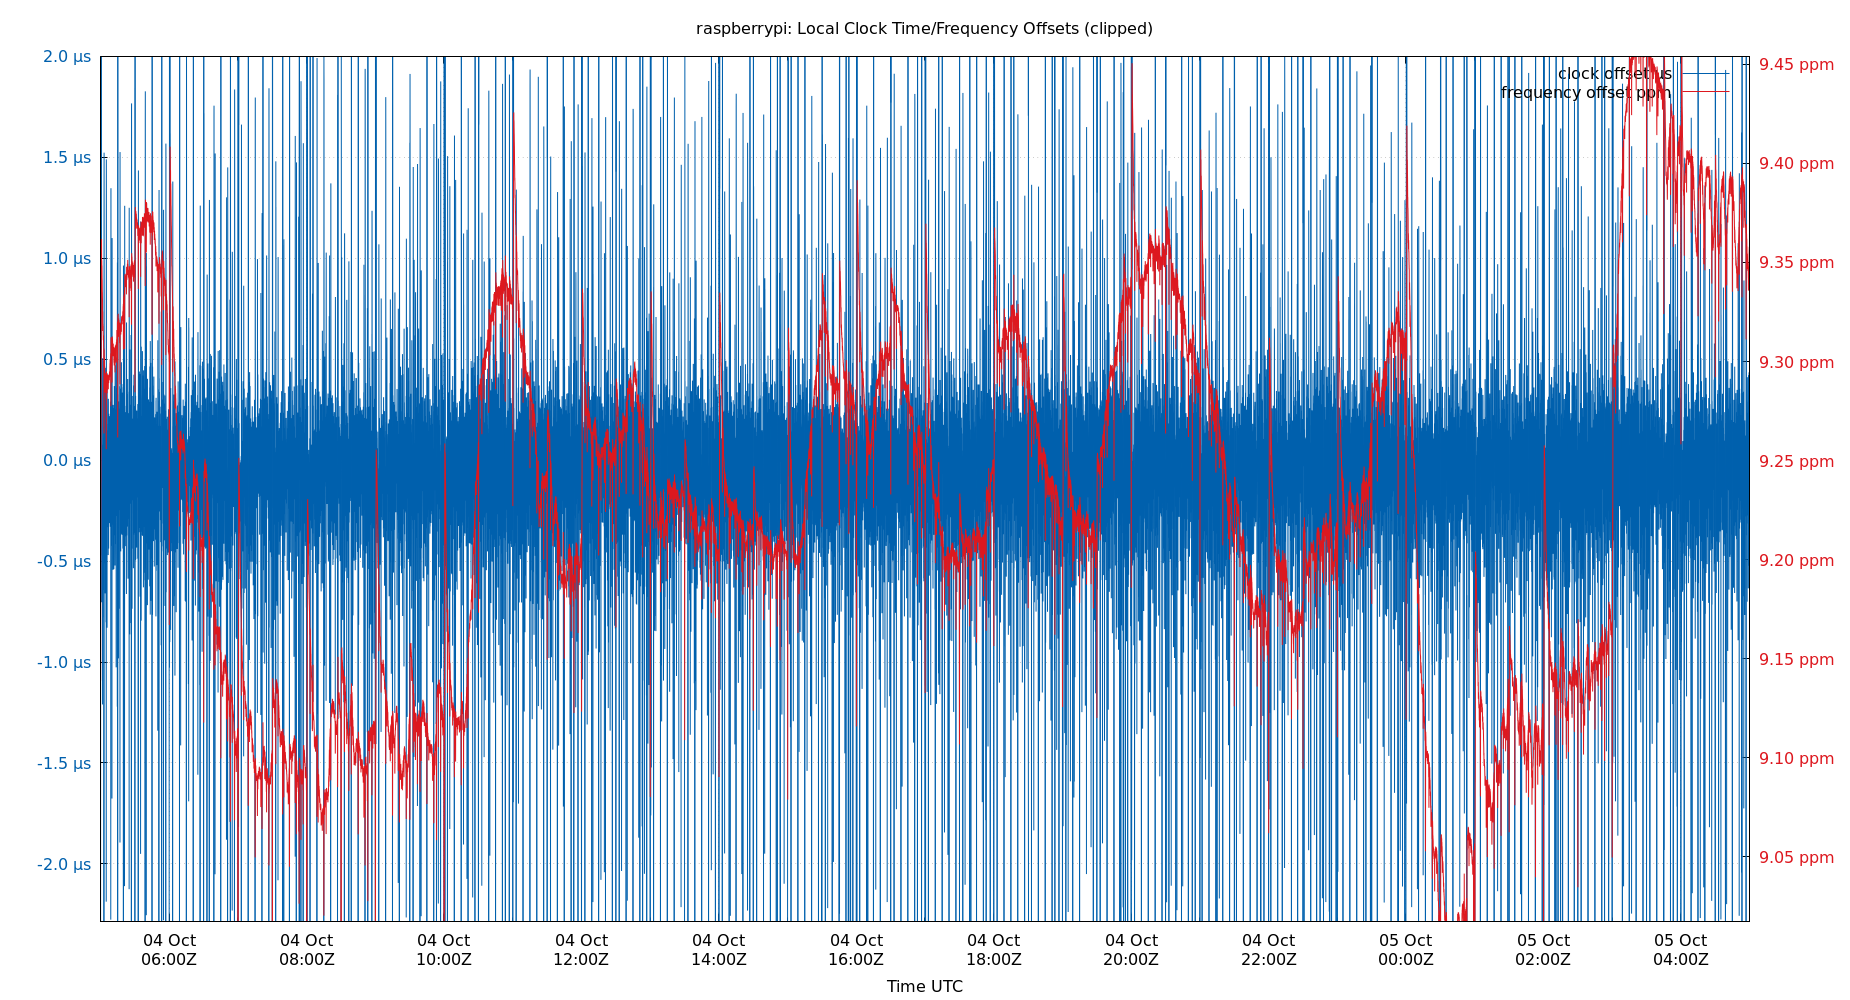 raspberrypi: Local Clock Time/Frequency Offsets (clipped)
2.0 μs
1.5 μs
1.0 μs
0.5 μs
0.0 μs
-0.5 μs
-1.0 μs
-1.5 μs
-2.0 μs
9.45 ppm
9.40 ppm
9.35 ppm
9.30 ppm
9.25 ppm
9.20 ppm
9.15 ppm
9.10 ppm
9.05 ppm
clock offset μs
frequency offset ppm
04 Oct 04 Oct 04 Oct 04 Oct 04 Oct 04 Oct 04 Oct 04 Oct 04 Oct 05 Oct 05 Oct 05 Oct
06:00Z 08:00Z 10:00Z 12:00Z 14:00Z 16:00Z 18:00Z 20:00Z 22:00Z 00:00Z 02:00Z 04:00Z
Time UTC